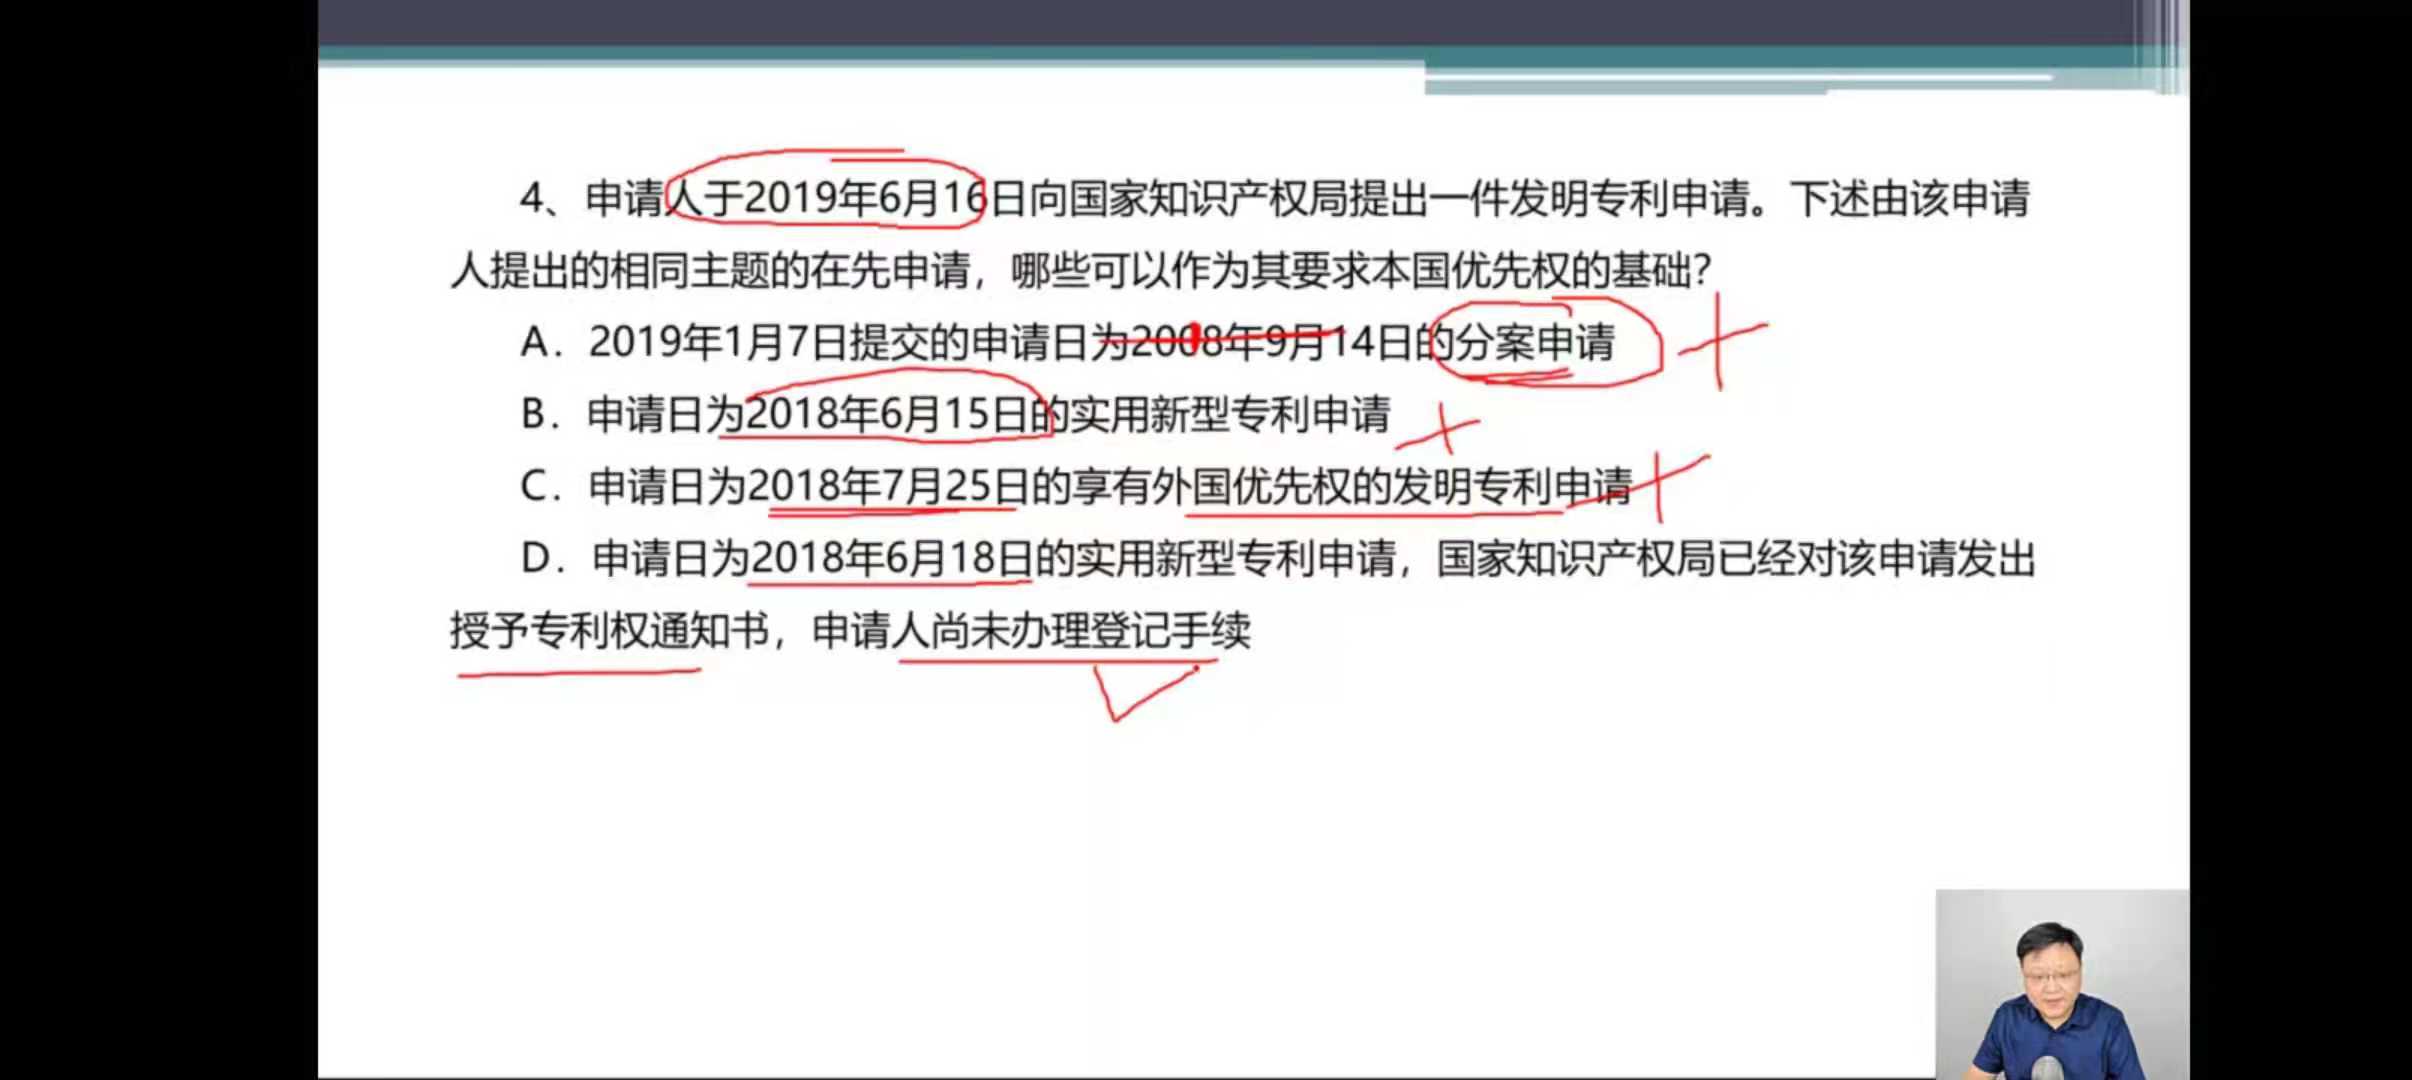 4、申请人于2019年6月16日向国家知识产权局提出一件发明专利申请。下述由该申请
人提出的相同主题的在先申请，哪些可以作为其要求本国优先权的基础？
A．2019年1月7日提交的申请日为2008年9月14日的分案申请
B．申请日为2018年6月15日的实用新型专利申请
C．申请日为2018年7月25日的享有外国优先权的发明专利申请
D．申请日为2018年6月18日的实用新型专利申请，国家知识产权局已经对该申请发出
授予专利权通知书，申请人尚未办理登记手续